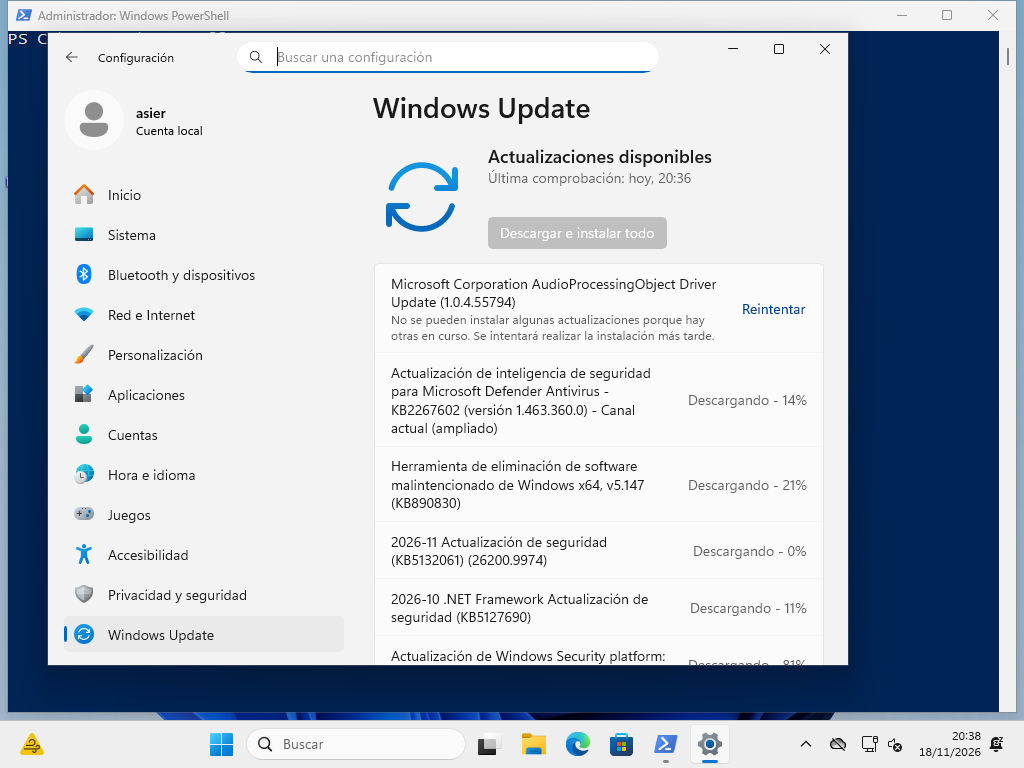 Administrador: Windows PowerShell
PS C
Configuración
Buscar una configuración
asier
Cuenta local
Inicio
Sistema
Bluetooth y dispositivos
Red e Internet
Personalización
Aplicaciones
Cuentas
Hora e idioma
Juegos
Accesibilidad
Privacidad y seguridad
Windows Update
Windows Update
Actualizaciones disponibles
Última comprobación: hoy, 20:36
Descargar e instalar todo
Microsoft Corporation AudioProcessingObject Driver
Update (1.0.4.55794)
No se pueden instalar algunas actualizaciones porque hay
otras en curso. Se intentará realizar la instalación más tarde.
Reintentar
Actualización de inteligencia de seguridad
para Microsoft Defender Antivirus -
KB2267602 (versión 1.463.360.0) - Canal
actual (ampliado)
Descargando - 14%
Herramienta de eliminación de software
malintencionado de Windows x64, v5.147
(KB890830)
Descargando - 21%
2026-11 Actualización de seguridad
(KB5132061) (26200.9974)
Descargando - 0%
2026-10 .NET Framework Actualización de
seguridad (KB5127690)
Descargando - 11%
Actualización de Windows Security platform:
Descargando - 81%
Buscar
20:38
18/11/2026